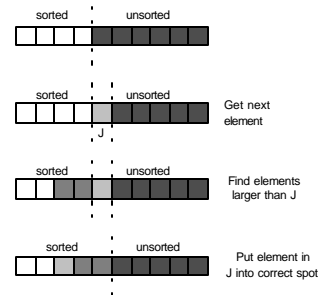 sorted unsorted
sorted unsorted
Get next
element
J
sorted unsorted
Find elements
larger than J
sorted unsorted
Put element in
J into correct spot